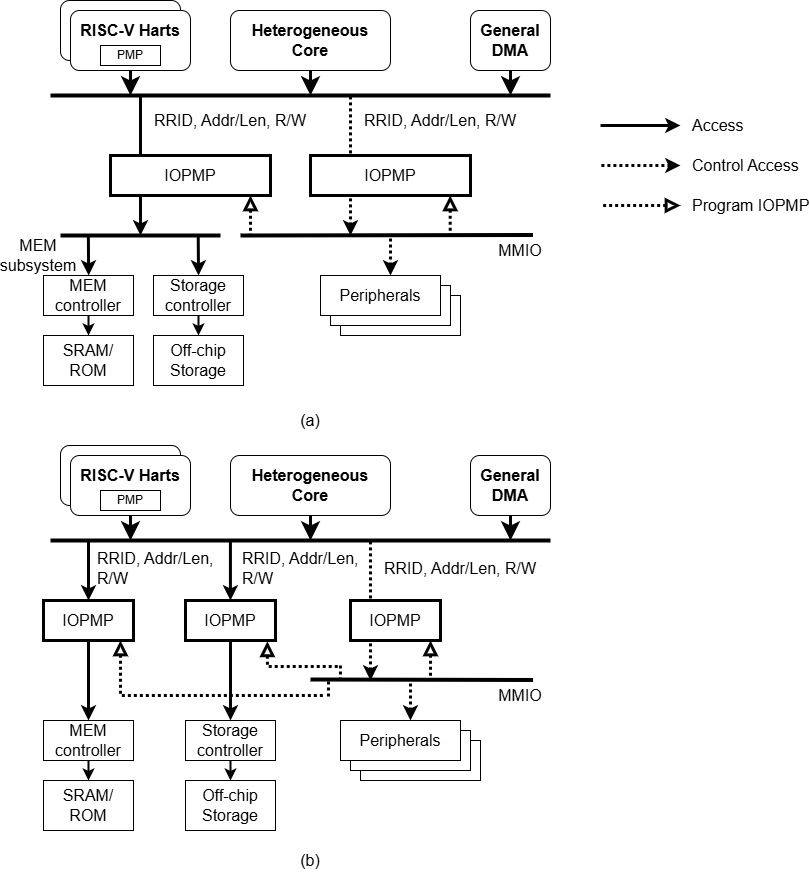 RISC-V Harts
PMP
Heterogeneous
Core
General
DMA
RRID, Addr/Len, R/W
RRID, Addr/Len, R/W
IOPMP
IOPMP
Access
Control Access
Program IOPMP
MEM
subsystem
MMIO
MEM
controller
Storage
controller
Peripherals
SRAM/
ROM
Off-chip
Storage
(a)
RISC-V Harts
PMP
Heterogeneous
Core
General
DMA
RRID, Addr/Len,
R/W
RRID, Addr/Len,
R/W
RRID, Addr/Len, R/W
IOPMP
IOPMP
IOPMP
MMIO
MEM
controller
Storage
controller
Peripherals
SRAM/
ROM
Off-chip
Storage
(b)